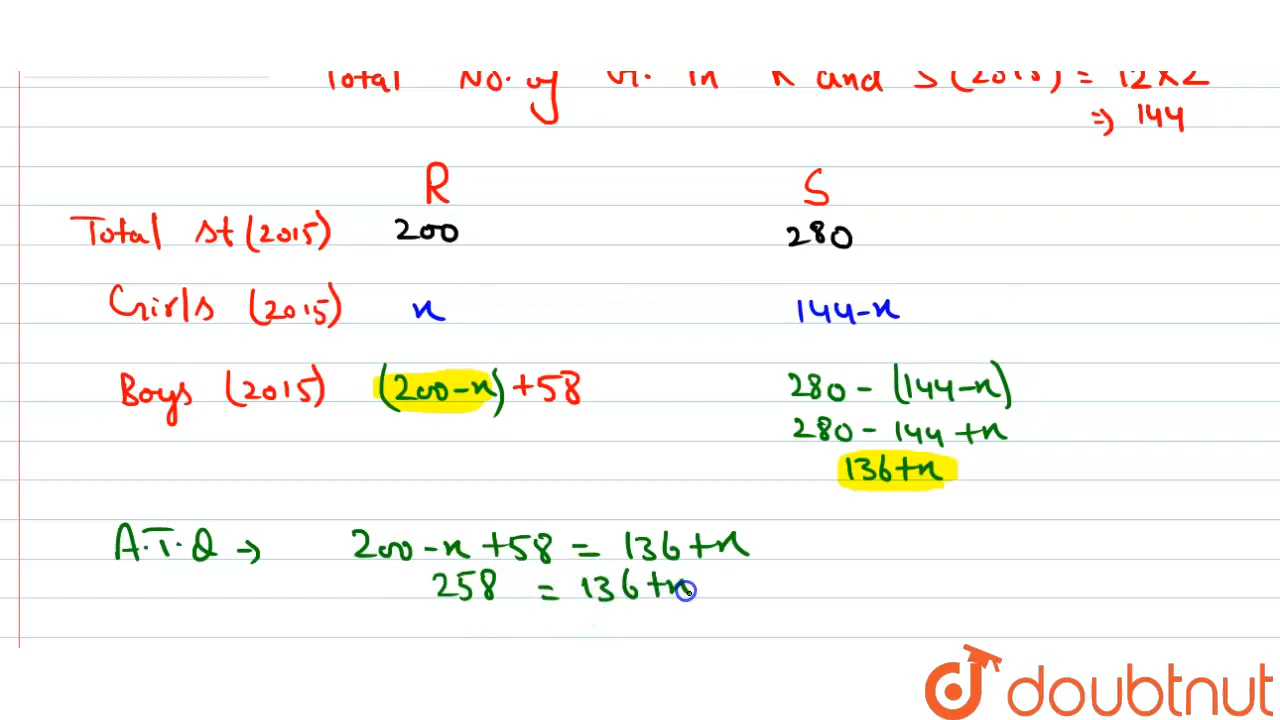 Total No. of in R and S (2015) = 72×2
=) 144
R S
Total st (2015) 200 280
Girls (2015) x 144-x
Boys (2015) (200-x) +58 280 - (144-x)
280 - 144 +x
136+x
A.T.Q → 200-x +58 = 136+x
258 = 136+x
doubtnut